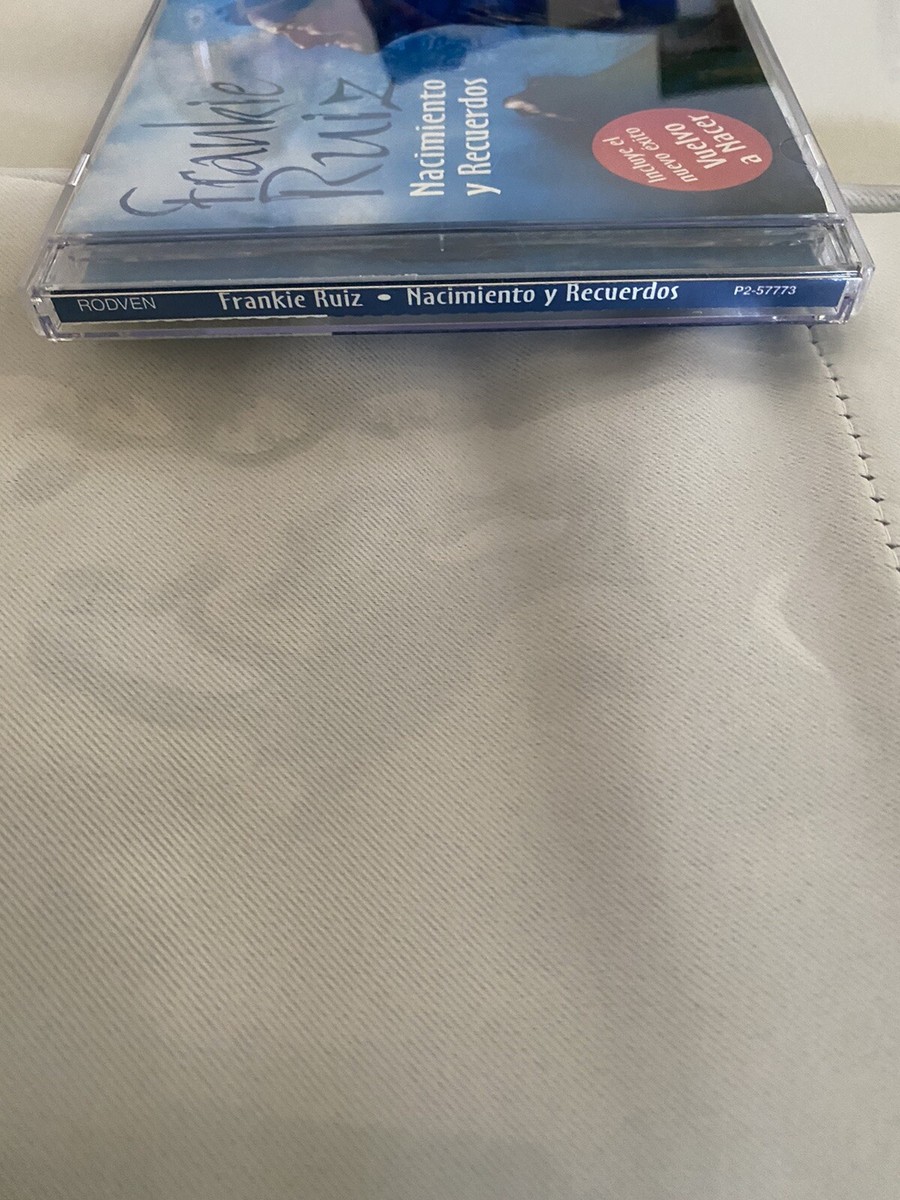 Frankie
Ruiz
Nacimiento
y Recuerdos
Incluye el
nuevo éxito
Vuelvo
a Nacer
RODVEN Frankie Ruiz • Nacimiento y Recuerdos P2-57773